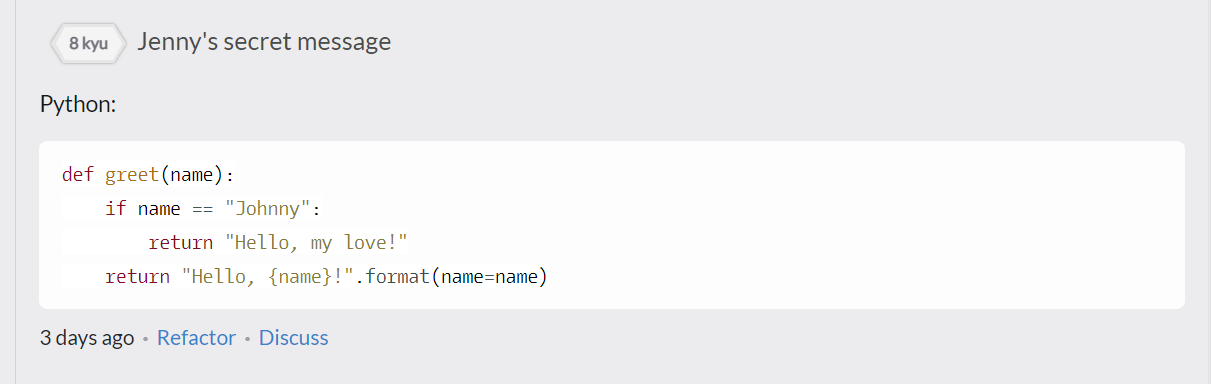 8 kyu Jenny's secret message
Python:
def greet(name):
    if name == "Johnny":
        return "Hello, my love!"
    return "Hello, {name}!".format(name=name)
3 days ago • Refactor • Discuss